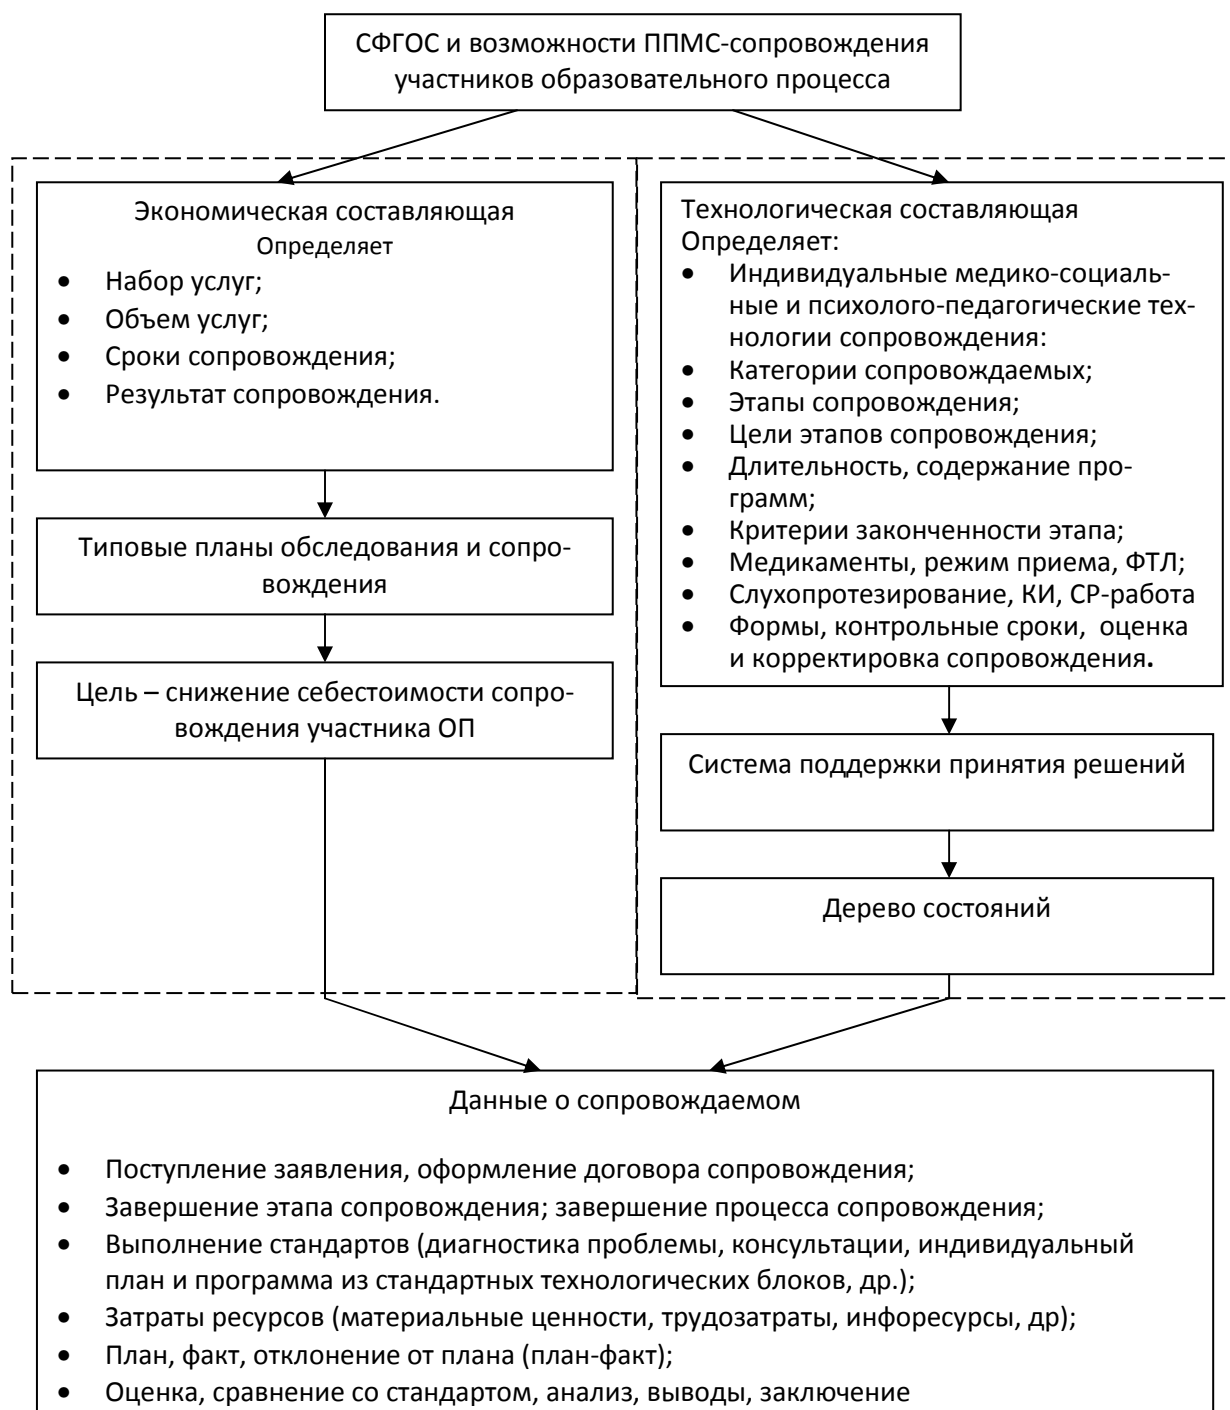 СФГОС и возможности ППМС-сопровождения
участников образовательного процесса
Экономическая составляющая
Определяет
• Набор услуг;
• Объем услуг;
• Сроки сопровождения;
• Результат сопровождения.
Типовые планы обследования и сопро-
вождения
Цель – снижение себестоимости сопро-
вождения участника ОП
Технологическая составляющая
Определяет:
• Индивидуальные медико-социаль-
ные и психолого-педагогические тех-
нологии сопровождения:
• Категории сопровождаемых;
• Этапы сопровождения;
• Цели этапов сопровождения;
• Длительность, содержание про-
грамм;
• Критерии законченности этапа;
• Медикаменты, режим приема, ФТЛ;
• Слухопротезирование, КИ, СР-работа
• Формы, контрольные сроки, оценка
и корректировка сопровождения.
Система поддержки принятия решений
Дерево состояний
Данные о сопровождаемом
• Поступление заявления, оформление договора сопровождения;
• Завершение этапа сопровождения; завершение процесса сопровождения;
• Выполнение стандартов (диагностика проблемы, консультации, индивидуальный
план и программа из стандартных технологических блоков, др.);
• Затраты ресурсов (материальные ценности, трудозатраты, инфоресурсы, др);
• План, факт, отклонение от плана (план-факт);
• Оценка, сравнение со стандартом, анализ, выводы, заключение